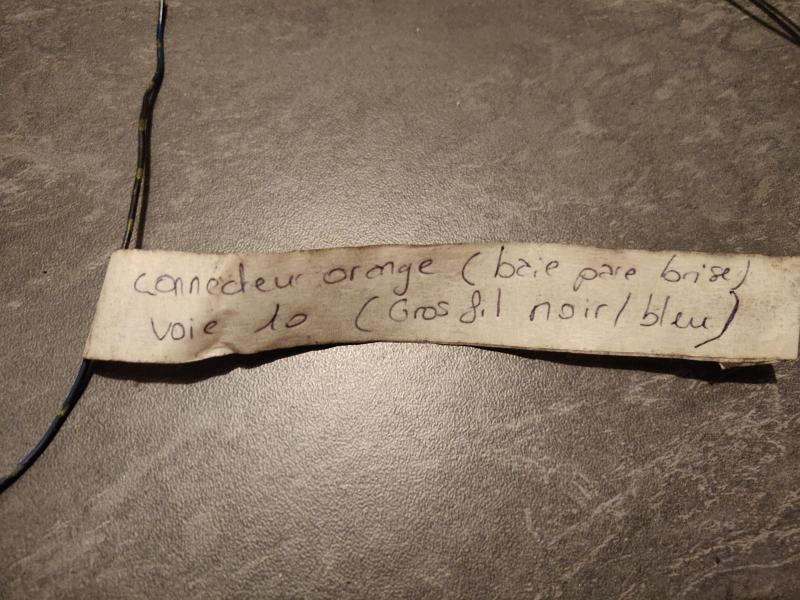 connecteur orange (baie pare brise)
voie 10 (Gros fil noir/bleu)